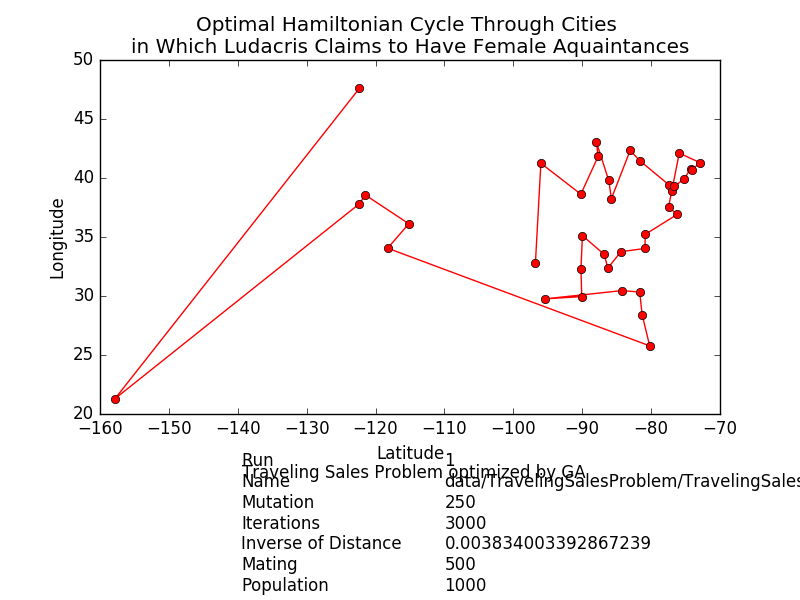 Optimal Hamiltonian Cycle Through Cities
in Which Ludacris Claims to Have Female Aquaintances
50
45
40
35
30
25
20
Longitude
−160 −150 −140 −130 −120 −110 −100 −90 −80 −70
Latitude
Run 1
Traveling Sales Problem optimized by GA
Name data/TravelingSalesProblem/TravelingSales
Mutation 250
Iterations 3000
Inverse of Distance 0.003834003392867239
Mating 500
Population 1000